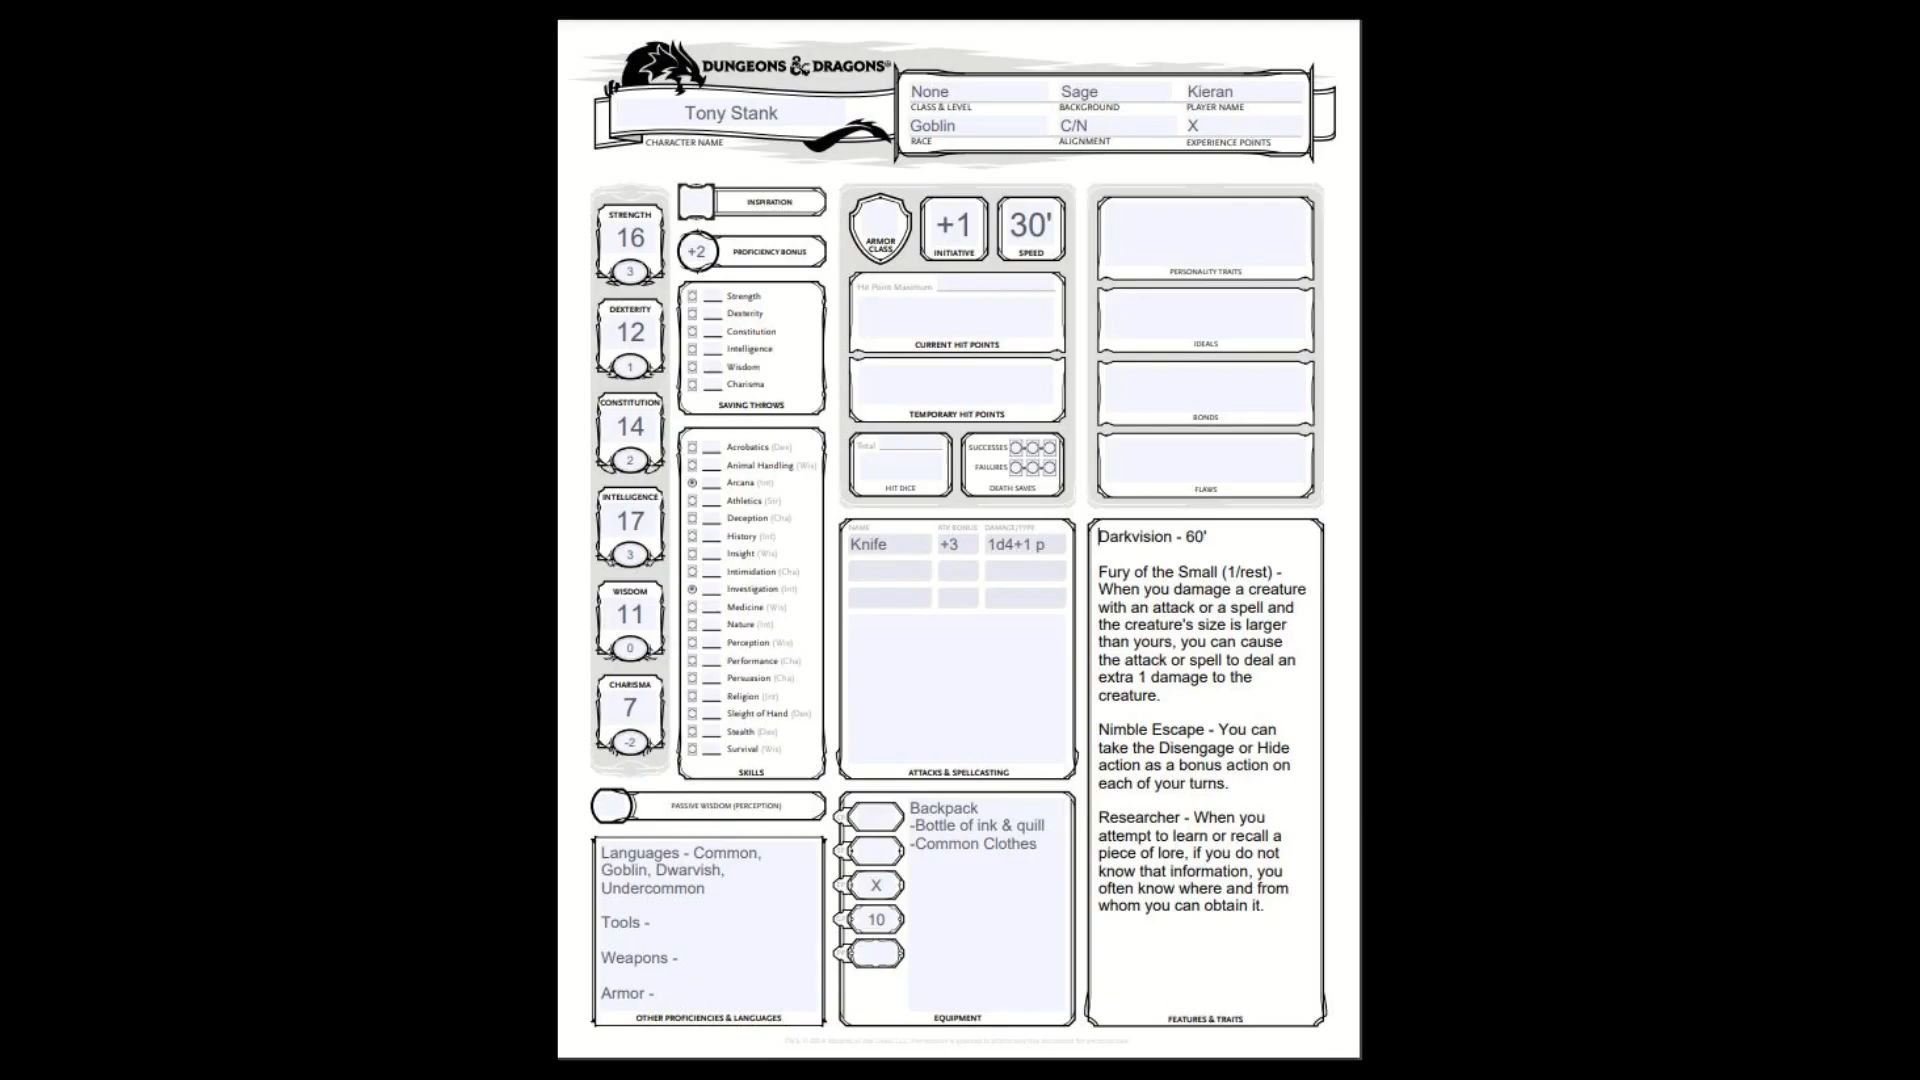 DUNGEONS & DRAGONS®
Tony Stank
CHARACTER NAME
None Sage Kieran
CLASS & LEVEL BACKGROUND PLAYER NAME
Goblin C/N X
RACE ALIGNMENT EXPERIENCE POINTS
STRENGTH
16
3
DEXTERITY
12
1
CONSTITUTION
14
2
INTELLIGENCE
17
3
WISDOM
11
0
CHARISMA
7
-2
INSPIRATION
+2 PROFICIENCY BONUS
Strength
Dexterity
Constitution
Intelligence
Wisdom
Charisma
SAVING THROWS
Acrobatics (Dex)
Animal Handling (Wis)
Arcana (Int)
Athletics (Str)
Deception (Cha)
History (Int)
Insight (Wis)
Intimidation (Cha)
Investigation (Int)
Medicine (Wis)
Nature (Int)
Perception (Wis)
Performance (Cha)
Persuasion (Cha)
Religion (Int)
Sleight of Hand (Dex)
Stealth (Dex)
Survival (Wis)
SKILLS
PASSIVE WISDOM (PERCEPTION)
Languages - Common,
Goblin, Dwarvish,
Undercommon
Tools -
Weapons -
Armor -
OTHER PROFICIENCIES & LANGUAGES
ARMOR
CLASS
+1
INITIATIVE
30'
SPEED
Hit Point Maximum
CURRENT HIT POINTS
TEMPORARY HIT POINTS
Total
HIT DICE
SUCCESSES
FAILURES
DEATH SAVES
NAME ATK BONUS DAMAGE/TYPE
Knife +3 1d4+1 p
ATTACKS & SPELLCASTING
X
10
Backpack
-Bottle of ink & quill
-Common Clothes
EQUIPMENT
PERSONALITY TRAITS
IDEALS
BONDS
FLAWS
Darkvision - 60'
Fury of the Small (1/rest) -
When you damage a creature
with an attack or a spell and
the creature's size is larger
than yours, you can cause
the attack or spell to deal an
extra 1 damage to the
creature.
Nimble Escape - You can
take the Disengage or Hide
action as a bonus action on
each of your turns.
Researcher - When you
attempt to learn or recall a
piece of lore, if you do not
know that information, you
often know where and from
whom you can obtain it.
FEATURES & TRAITS